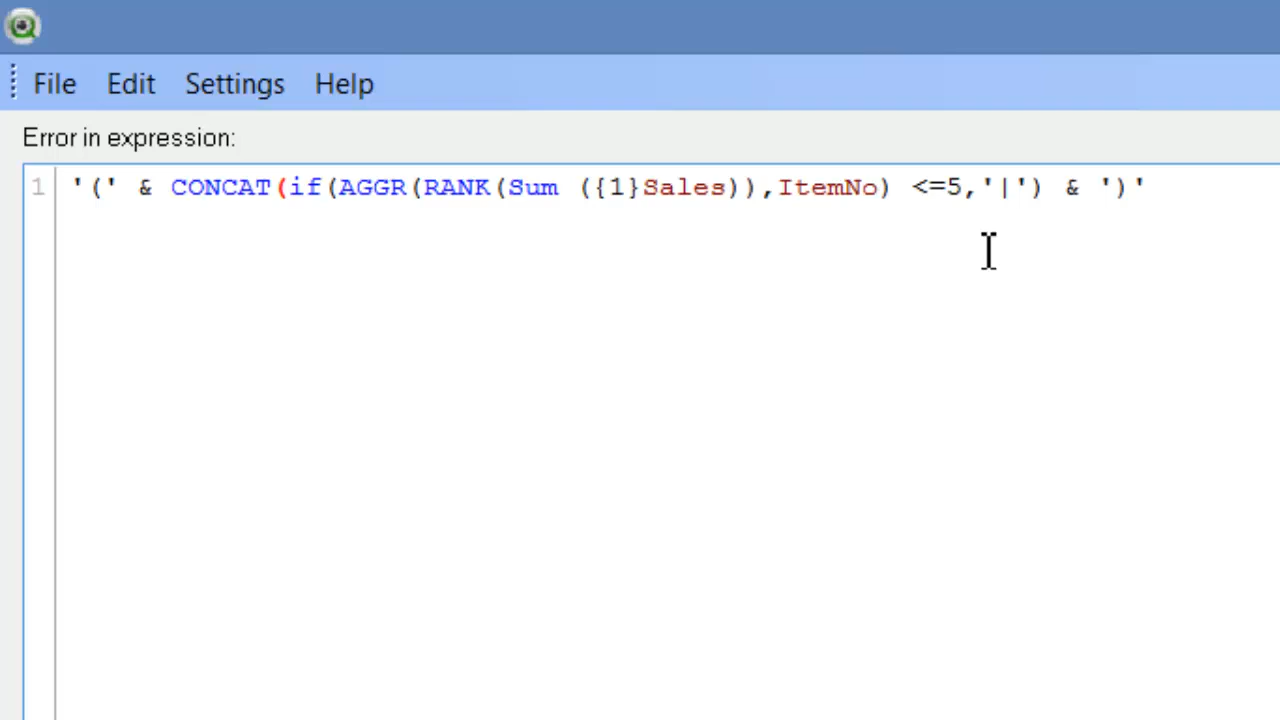 File Edit Settings Help
Error in expression:
1 '(' & CONCAT(if(AGGR(RANK(Sum ({1}Sales)),ItemNo) <=5,'|') & ')'